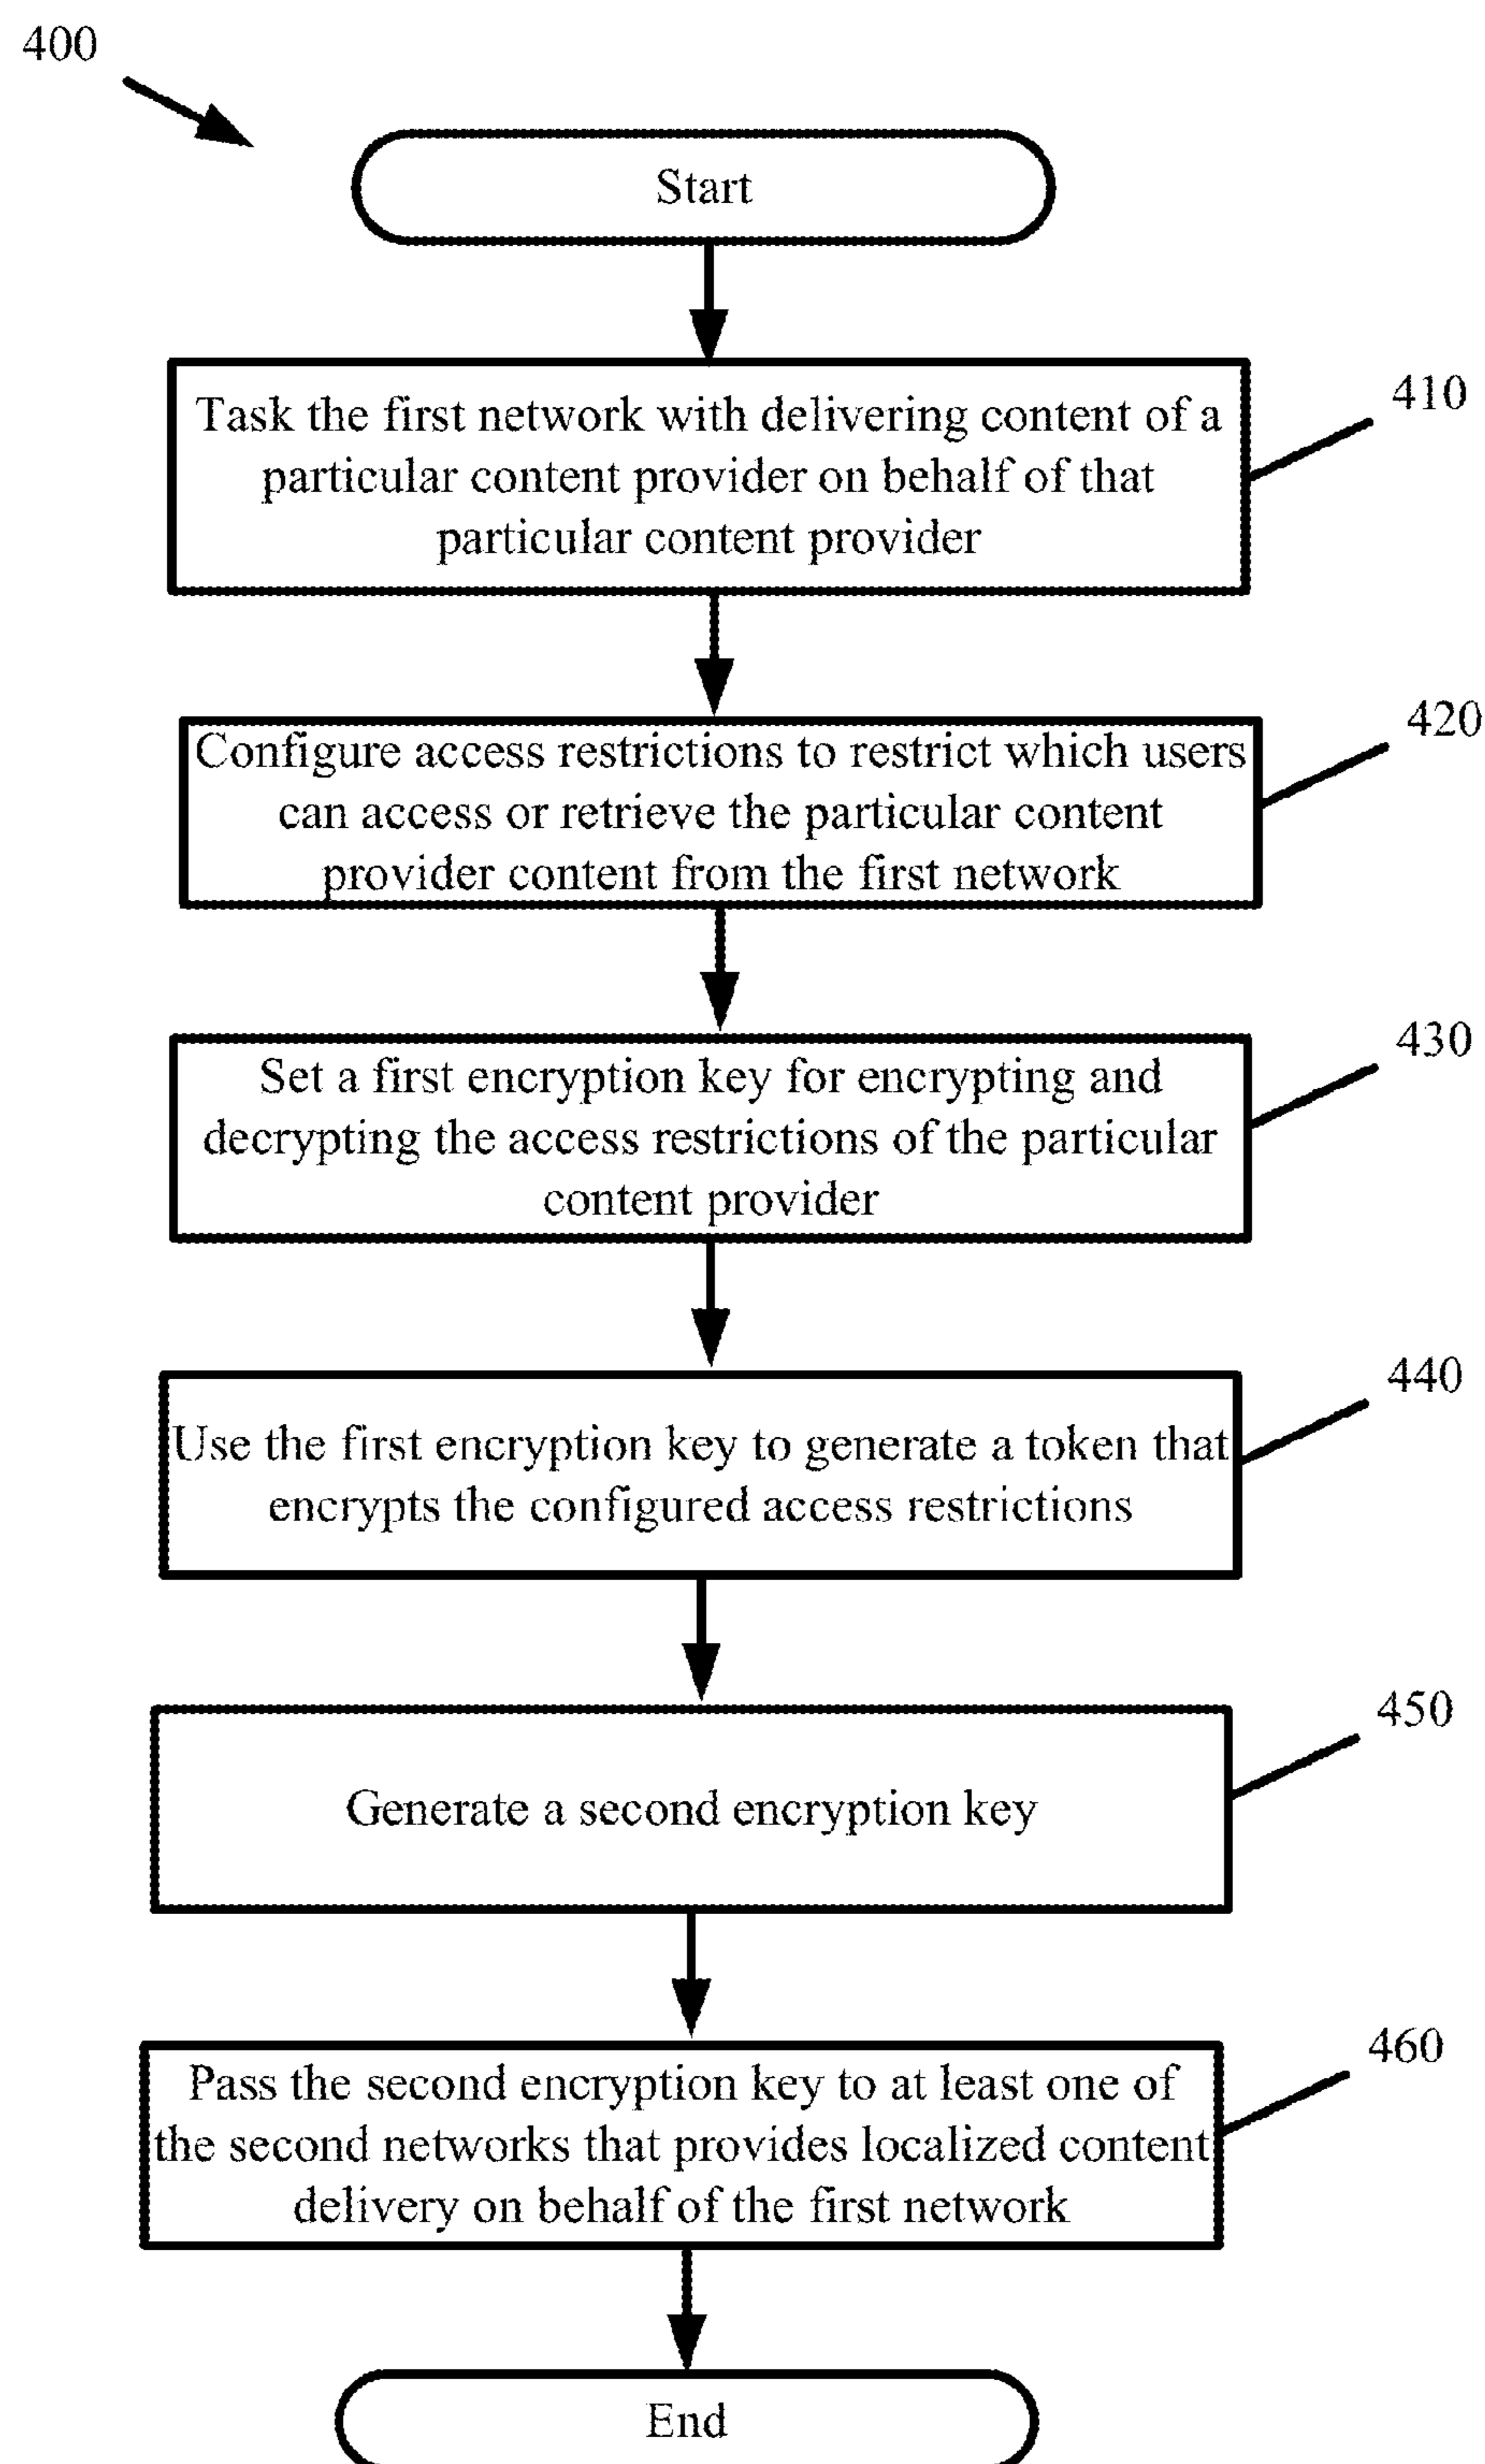 400
Start
Task the first network with delivering content of a
particular content provider on behalf of that
particular content provider
410
Configure access restrictions to restrict which users
can access or retrieve the particular content
provider content from the first network
420
Set a first encryption key for encrypting and
decrypting the access restrictions of the particular
content provider
430
Use the first encryption key to generate a token that
encrypts the configured access restrictions
440
Generate a second encryption key
450
Pass the second encryption key to at least one of
the second networks that provides localized content
delivery on behalf of the first network
460
End